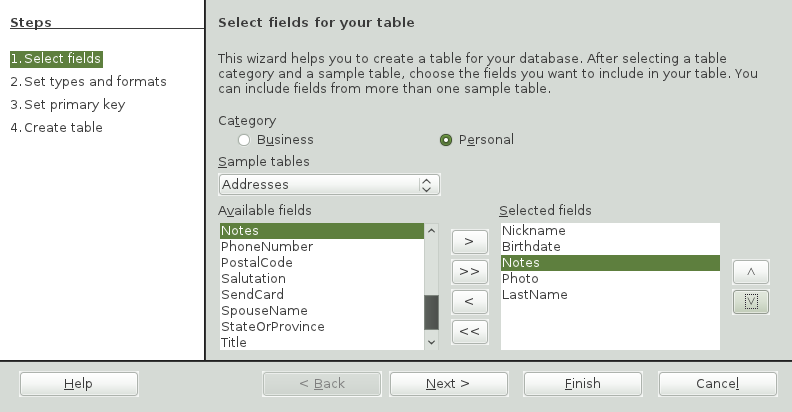 Steps
1. Select fields
2. Set types and formats
3. Set primary key
4. Create table
Select fields for your table
This wizard helps you to create a table for your database. After selecting a table
category and a sample table, choose the fields you want to include in your table. You
can include fields from more than one sample table.
Category
Business
Personal
Sample tables
Addresses
Available fields
Notes
PhoneNumber
PostalCode
Salutation
SendCard
SpouseName
StateOrProvince
Title
>
>>
<
<<
Selected fields
Nickname
Birthdate
Notes
Photo
LastName
Help
< Back
Next >
Finish
Cancel